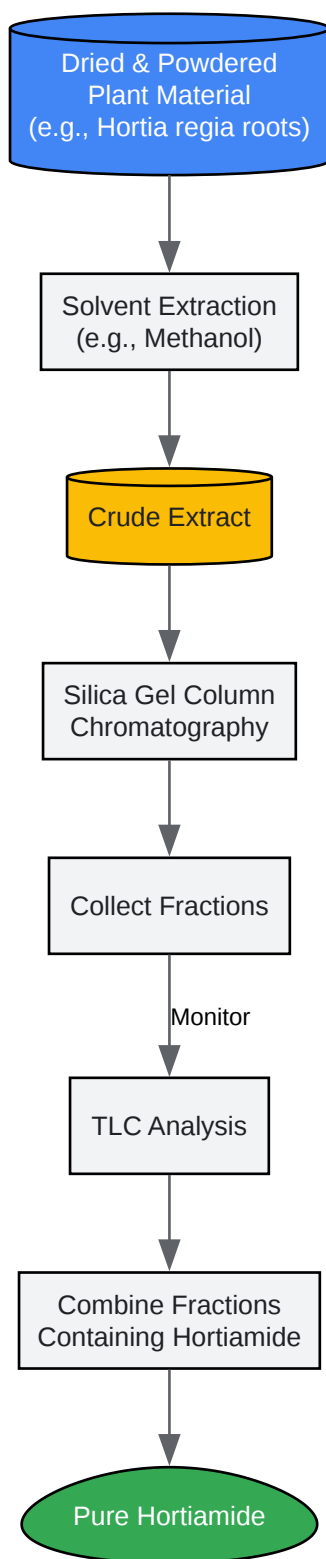 Dried & Powdered
Plant Material
(e.g., Hortia regia roots)
Solvent Extraction
(e.g., Methanol)
Crude Extract
Silica Gel Column
Chromatography
Collect Fractions
Monitor
TLC Analysis
Combine Fractions
Containing Hortiamide
Pure Hortiamide